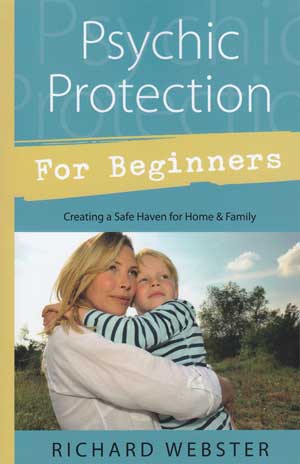 Psychic
Protection
For Beginners
Creating a Safe Haven for Home & Family
RICHARD WEBSTER